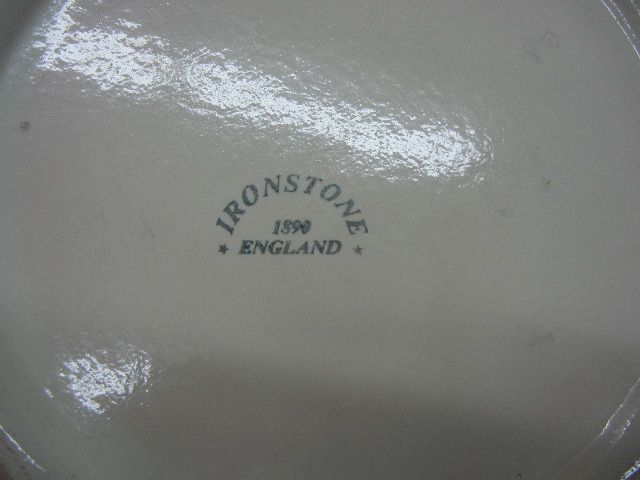 IRONSTONE
1890
★ ENGLAND ★